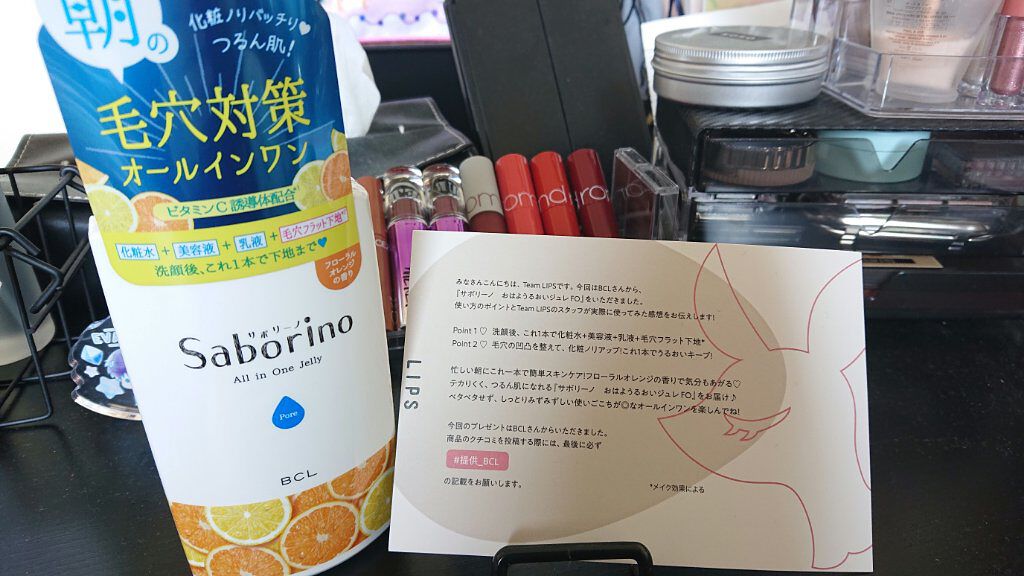 朝の
化粧ノリバッチリ♥
つるん肌!
毛穴対策
オールインワン
ビタミンC誘導体配合
化粧水 + 美容液 + 乳液 + 毛穴フラット下地
洗顔後、これ1本で下地まで♥
フローラル
オレンジ
の香り
サボリーノ
Saborino
All in One Jelly
Pore
BCL
LIPS
みなさんこんにちは、Team LIPSです。今回はBCLさんから、
『サボリーノ おはようるおいジュレ FO』をいただきました。
使い方のポイントとTeam LIPSのスタッフが実際に使ってみた感想をお伝えします!
Point 1 ♡ 洗顔後、これ1本で化粧水+美容液+乳液+毛穴フラット下地*
Point 2 ♡ 毛穴の凹凸を整えて、化粧ノリアップ!これ1本でうるおいキープ!
忙しい朝にこれ一本で簡単スキンケア!フローラルオレンジの香りで気分もあがる♡
テカリにくく、つるん肌になれる『サボリーノ おはようるおいジュレ FO』をお届け♪
ベタベタせず、しっとりみずみずしい使いごこちが◎なオールインワンを楽しんでね!
今回のプレゼントはBCLさんからいただきました。
商品のクチコミを投稿する際には、最後に必ず
#提供_BCL
の記載をお願いします。
*メイク効果による